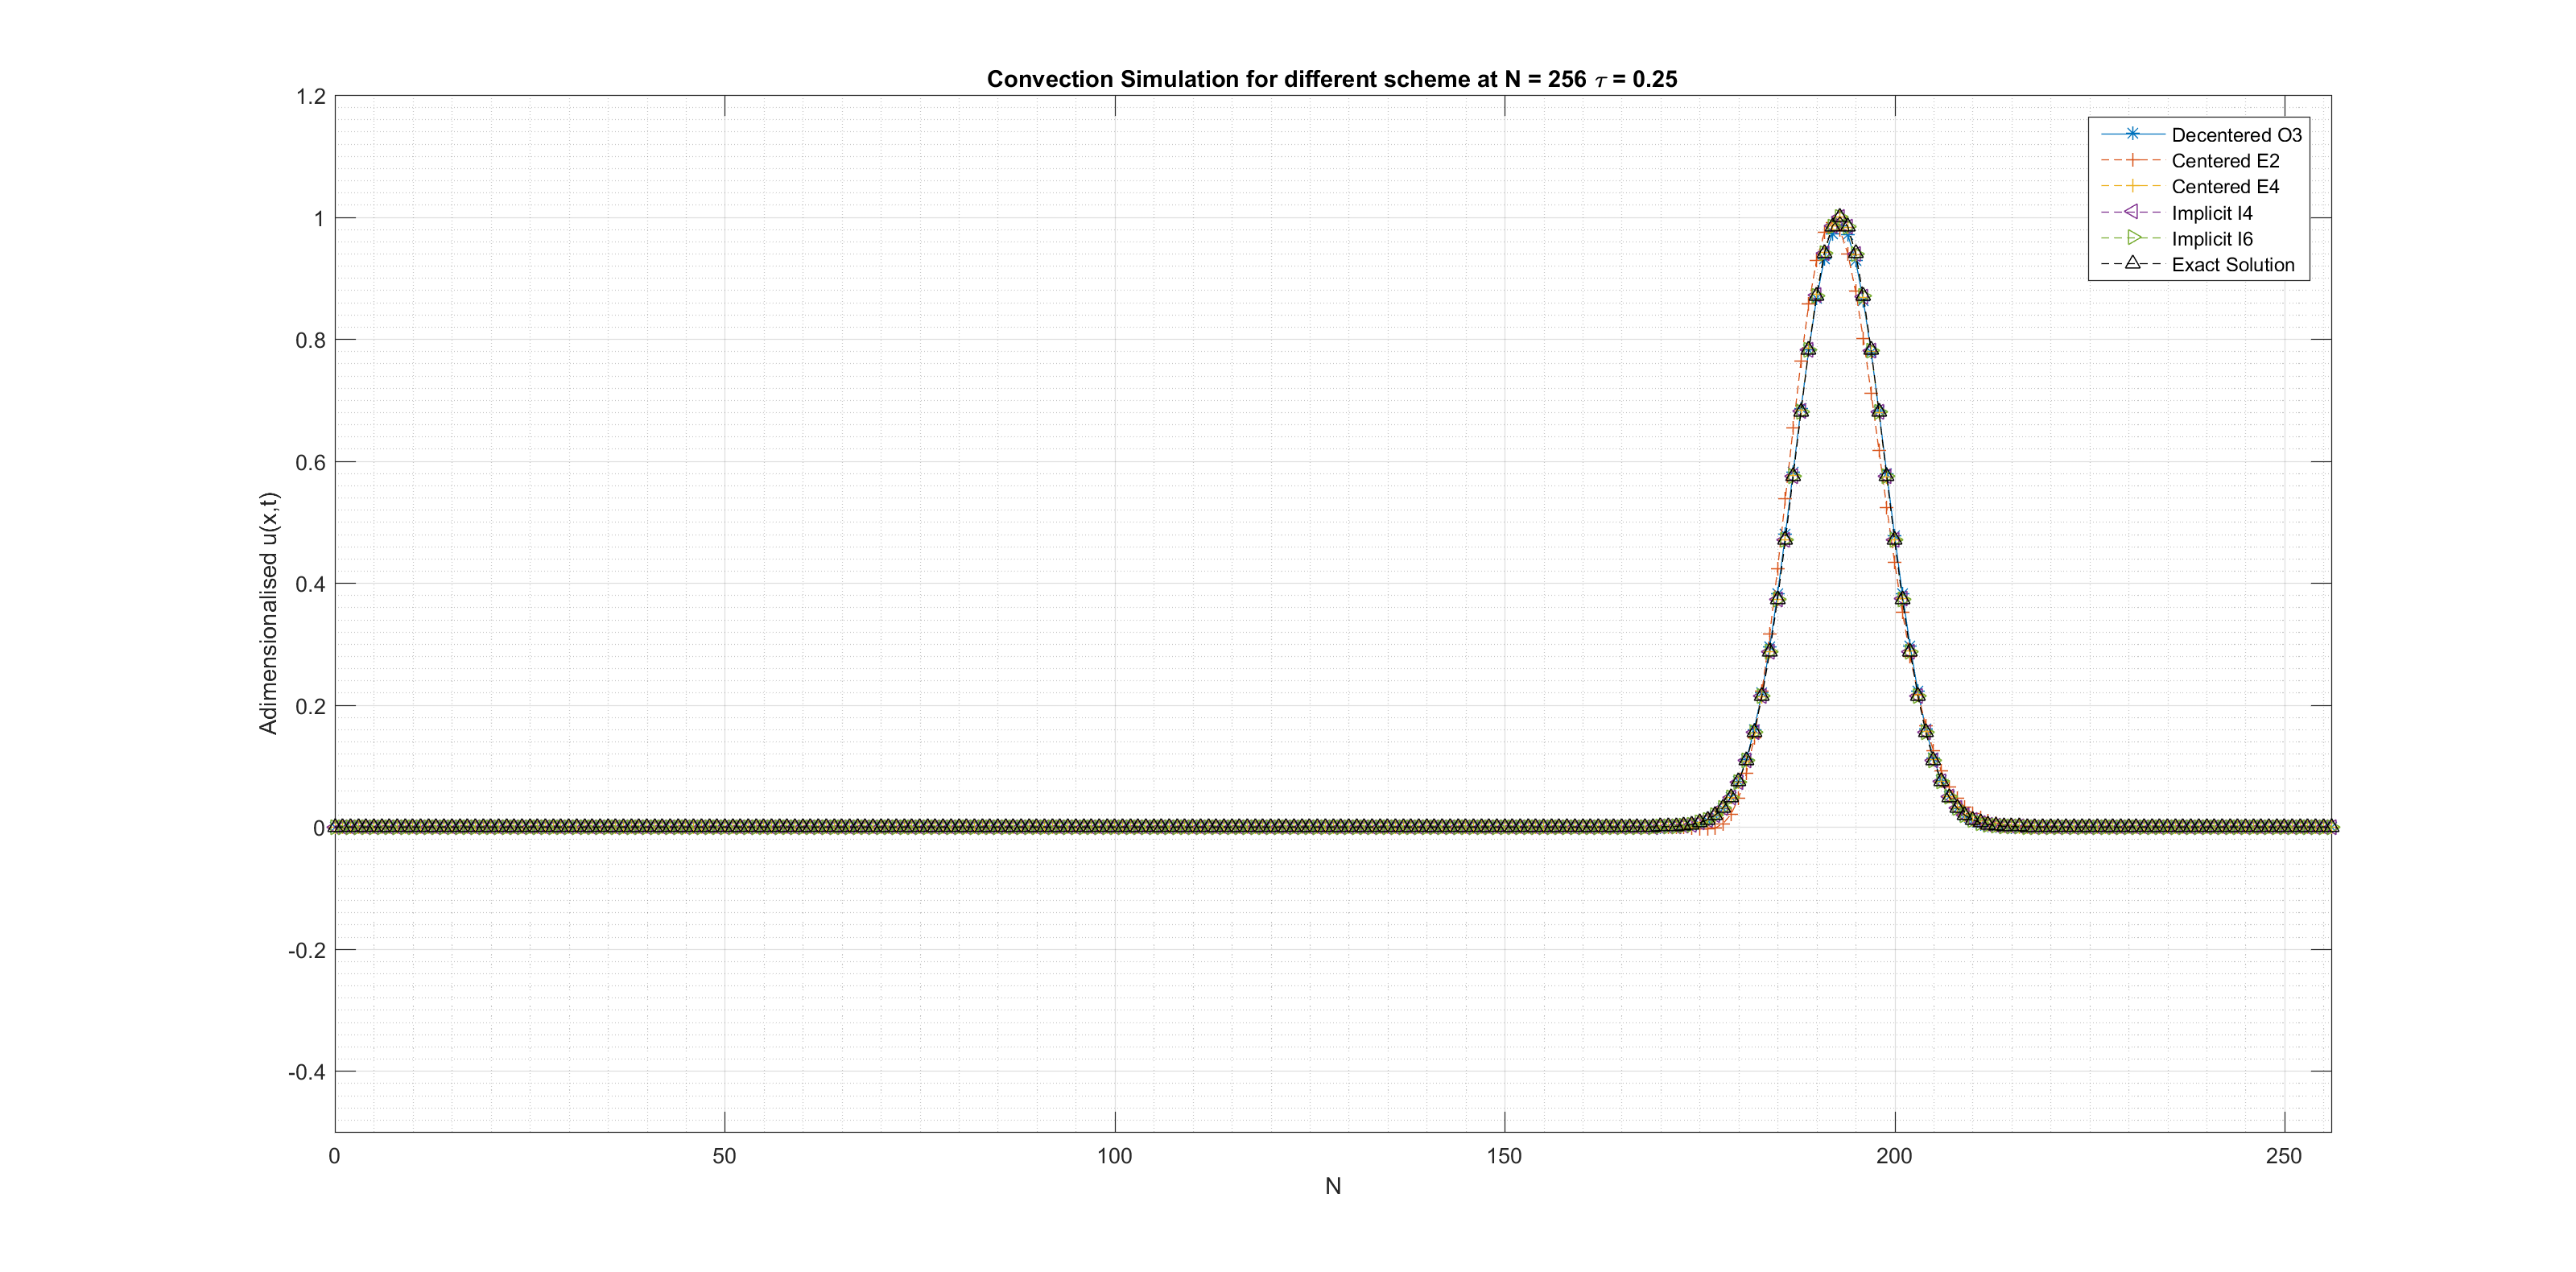 Convection Simulation for different scheme at N = 256 τ = 0.25
1.2
1
0.8
0.6
0.4
0.2
0
-0.2
-0.4
Adimensionalised u(x,t)
0 50 100 150 200 250
N
Decentered O3
Centered E2
Centered E4
Implicit I4
Implicit I6
Exact Solution